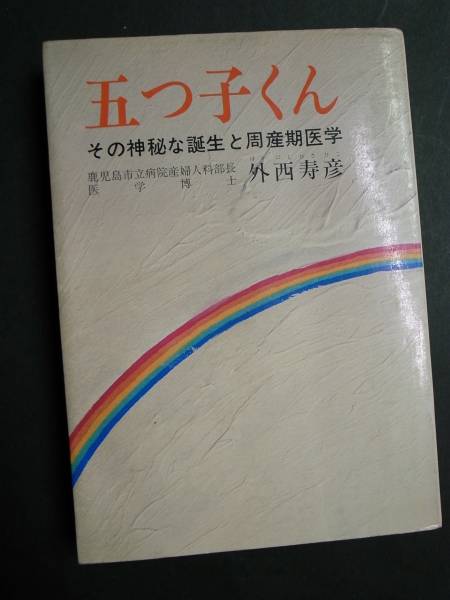 五つ子くん
その神秘な誕生と周産期医学
鹿児島市立病院産婦人科部長
医学博士
外西寿彦